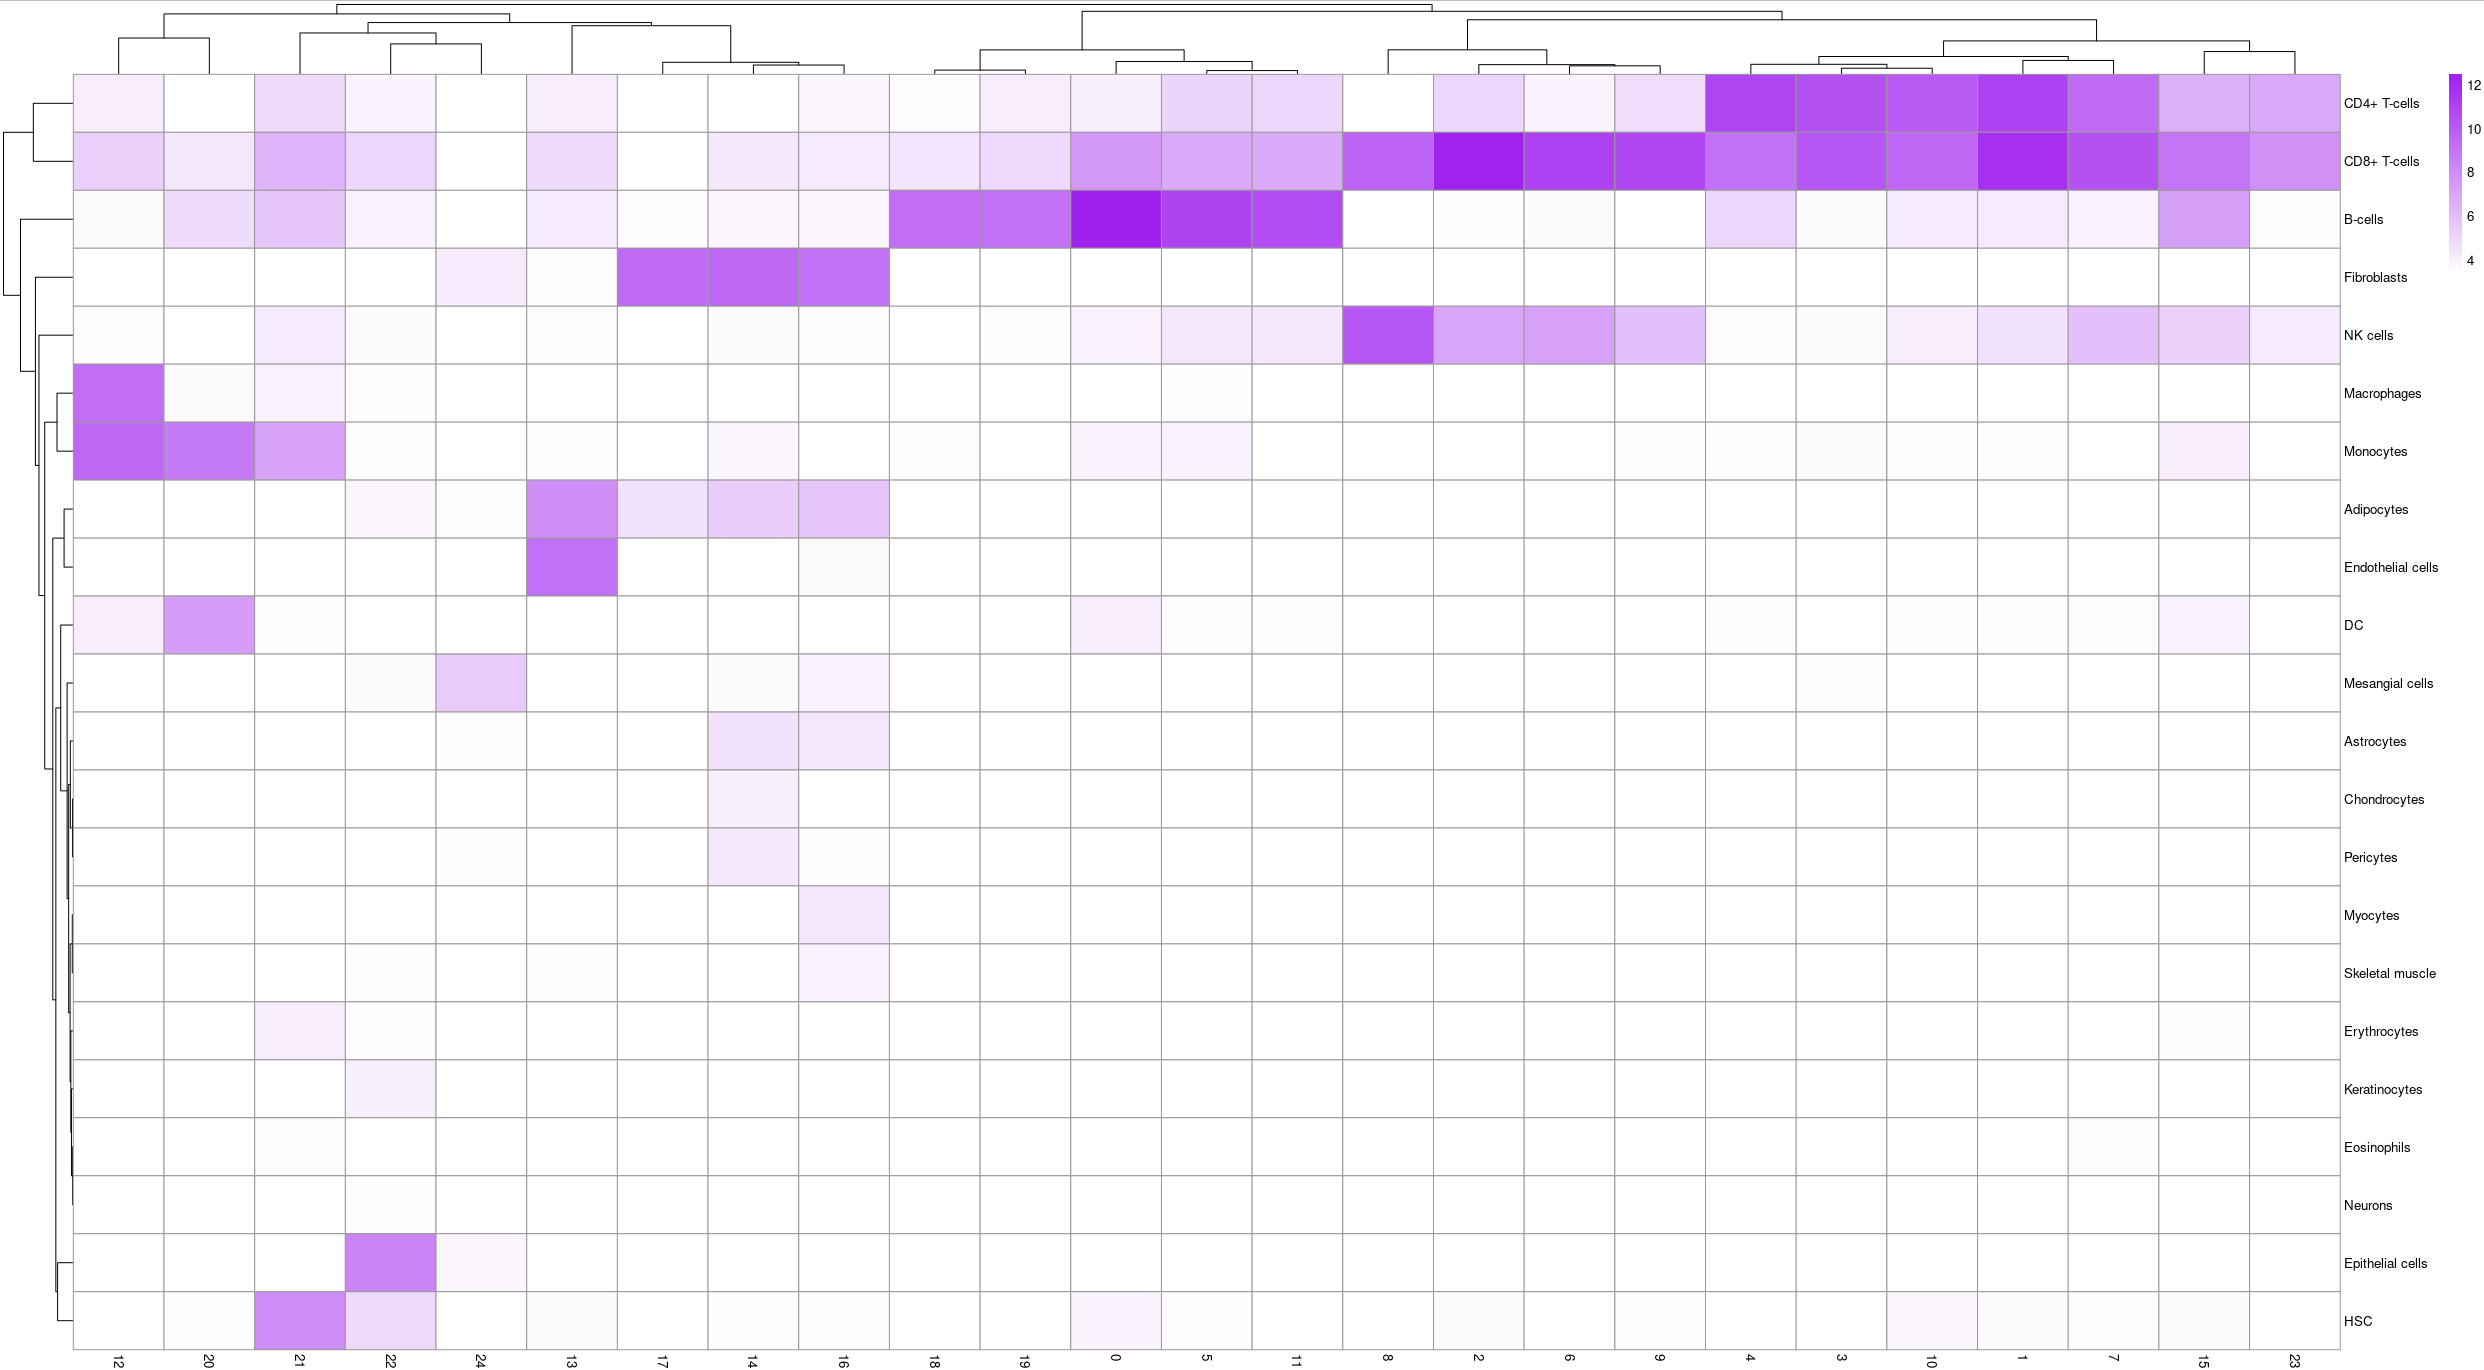 12
10
8
6
4
CD4+ T-cells
CD8+ T-cells
B-cells
Fibroblasts
NK cells
Macrophages
Monocytes
Adipocytes
Endothelial cells
DC
Mesangial cells
Astrocytes
Chondrocytes
Pericytes
Myocytes
Skeletal muscle
Erythrocytes
Keratinocytes
Eosinophils
Neurons
Epithelial cells
HSC
12 20 21 22 24 13 17 14 16 18 19 0 5 11 8 2 6 9 4 3 10 1 7 15 23